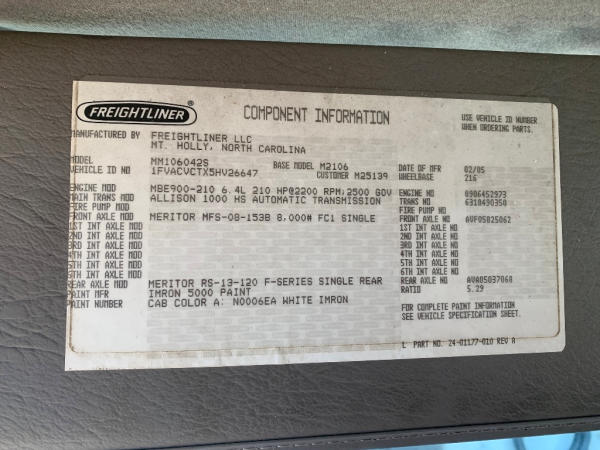 FREIGHTLINER®
COMPONENT INFORMATION
USE VEHICLE ID NUMBER
WHEN ORDERING PARTS.
MANUFACTURED BY FREIGHTLINER LLC
MT. HOLLY, NORTH CAROLINA
MODEL MM106042S BASE MODEL M2106 DATE OF MFR 02/05
VEHICLE ID NO 1FVACVCTX5HV26647 CUSTOMER M25139 WHEELBASE 216
ENGINE MOD MBE900-210 6.4L 210 HP@2200 RPM;2500 GOV ENGINE NO 0906452973
MAIN TRANS MOD ALLISON 1000 HS AUTOMATIC TRANSMISSION TRANS NO 6310490350
FIRE PUMP MOD FIRE PUMP NO
FRONT AXLE MOD MERITOR MFS-08-153B 8,000# FC1 SINGLE FRONT AXLE NO AVF05025062
1ST INT AXLE MOD 1ST INT AXLE NO
2ND INT AXLE MOD 2ND INT AXLE NO
3RD INT AXLE MOD 3RD INT AXLE NO
4TH INT AXLE MOD 4TH INT AXLE NO
5TH INT AXLE MOD 5TH INT AXLE NO
6TH INT AXLE MOD 6TH INT AXLE NO
REAR AXLE MOD MERITOR RS-13-120 F-SERIES SINGLE REAR REAR AXLE NO AVA05037068
PAINT MFR IMRON 5000 PAINT RATIO 5.29
PAINT NUMBER CAB COLOR A: N0006EA WHITE IMRON
FOR COMPLETE PAINT INFORMATION
SEE VEHICLE SPECIFICATION SHEET.
L PART NO. 24-01177-010 REV A